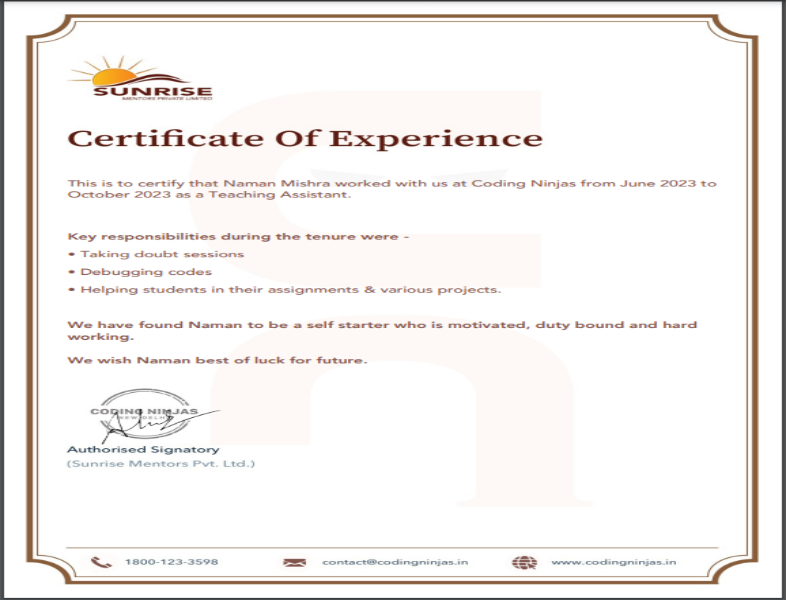 SUNRISE
MENTORS PRIVATE LIMITED
Certificate Of Experience
This is to certify that Naman Mishra worked with us at Coding Ninjas from June 2023 to
October 2023 as a Teaching Assistant.
Key responsibilities during the tenure were -
• Taking doubt sessions
• Debugging codes
• Helping students in their assignments & various projects.
We have found Naman to be a self starter who is motivated, duty bound and hard
working.
We wish Naman best of luck for future.
CODING NINJAS
NEW DELHI
Authorised Signatory
(Sunrise Mentors Pvt. Ltd.)
1800-123-3598 contact@codingninjas.in www.codingninjas.in